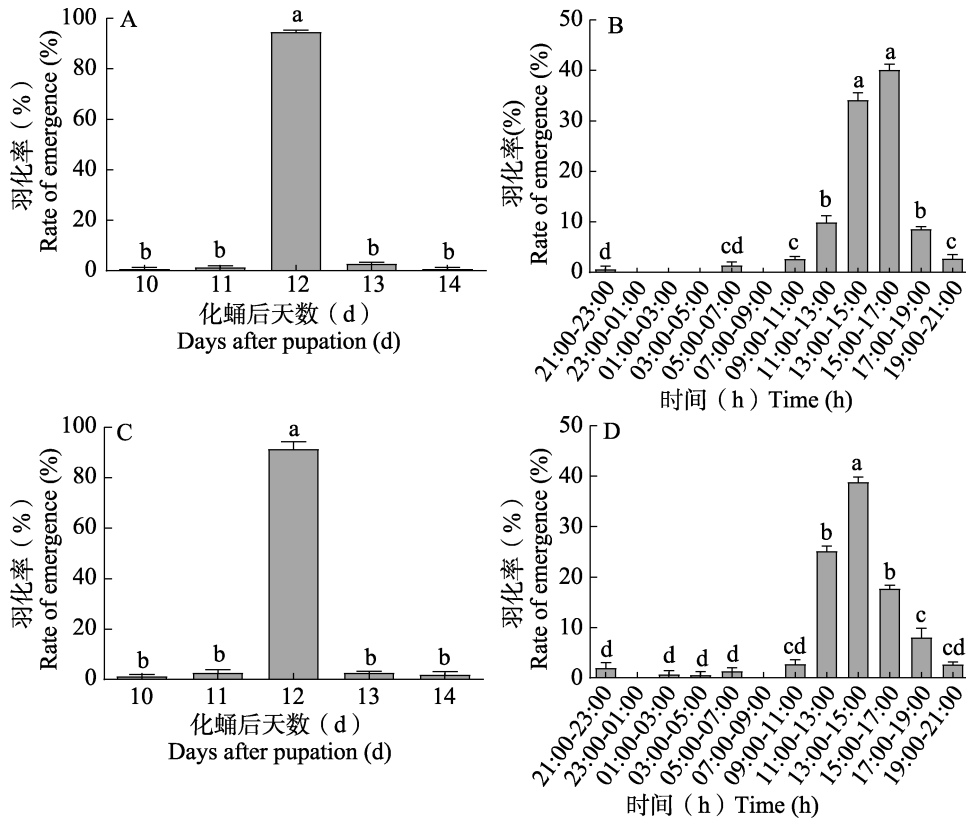 A
羽化率（%）
Rate of emergence (%)
100
80
60
40
20
0
b
b
a
b
b
10
11
12
13
14
化蛹后天数（d）
Days after pupation (d)
B
羽化率(%)
Rate of emergence (%)
50
40
30
20
10
0
d
cd
c
b
a
a
b
c
21:00-23:00
23:00-01:00
01:00-03:00
03:00-05:00
05:00-07:00
07:00-09:00
09:00-11:00
11:00-13:00
13:00-15:00
15:00-17:00
17:00-19:00
19:00-21:00
时间（h）Time (h)
C
羽化率（%）
Rate of emergence (%)
100
80
60
40
20
0
b
b
a
b
b
10
11
12
13
14
化蛹后天数（d）
Days after pupation (d)
D
羽化率（%）
Rate of emergence (%)
50
40
30
20
10
0
d
d
d
d
cd
b
a
b
c
cd
21:00-23:00
23:00-01:00
01:00-03:00
03:00-05:00
05:00-07:00
07:00-09:00
09:00-11:00
11:00-13:00
13:00-15:00
15:00-17:00
17:00-19:00
19:00-21:00
时间（h）Time (h)